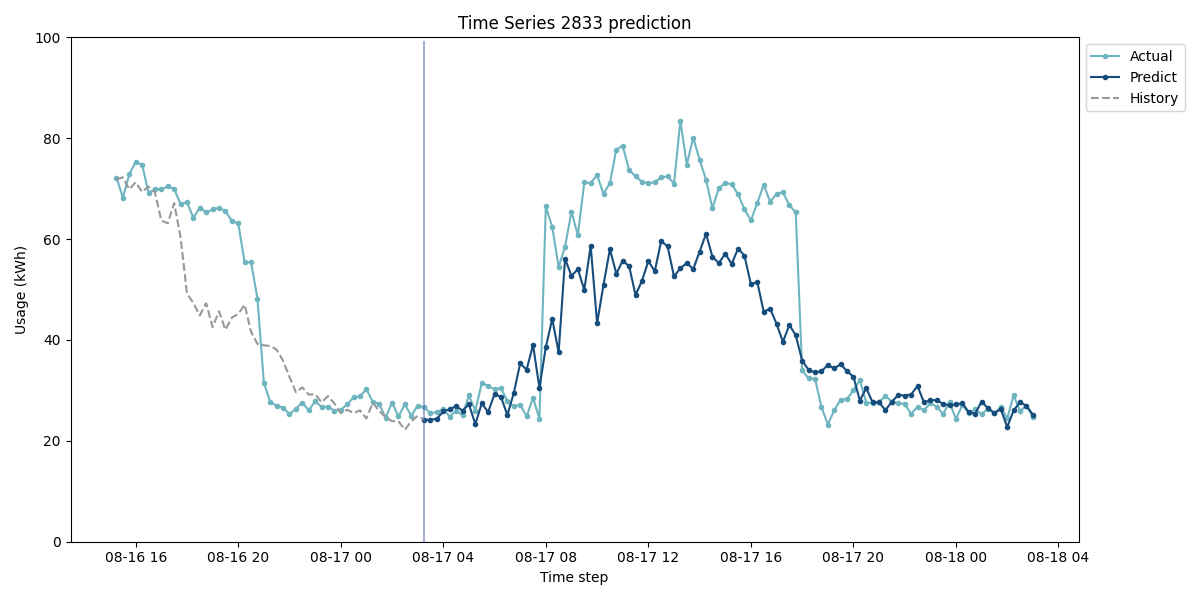 Time Series 2833 prediction
Usage (kWh)
100
80
60
40
20
0
08-16 16
08-16 20
08-17 00
08-17 04
08-17 08
08-17 12
08-17 16
08-17 20
08-18 00
08-18 04
Time step
Actual
Predict
History